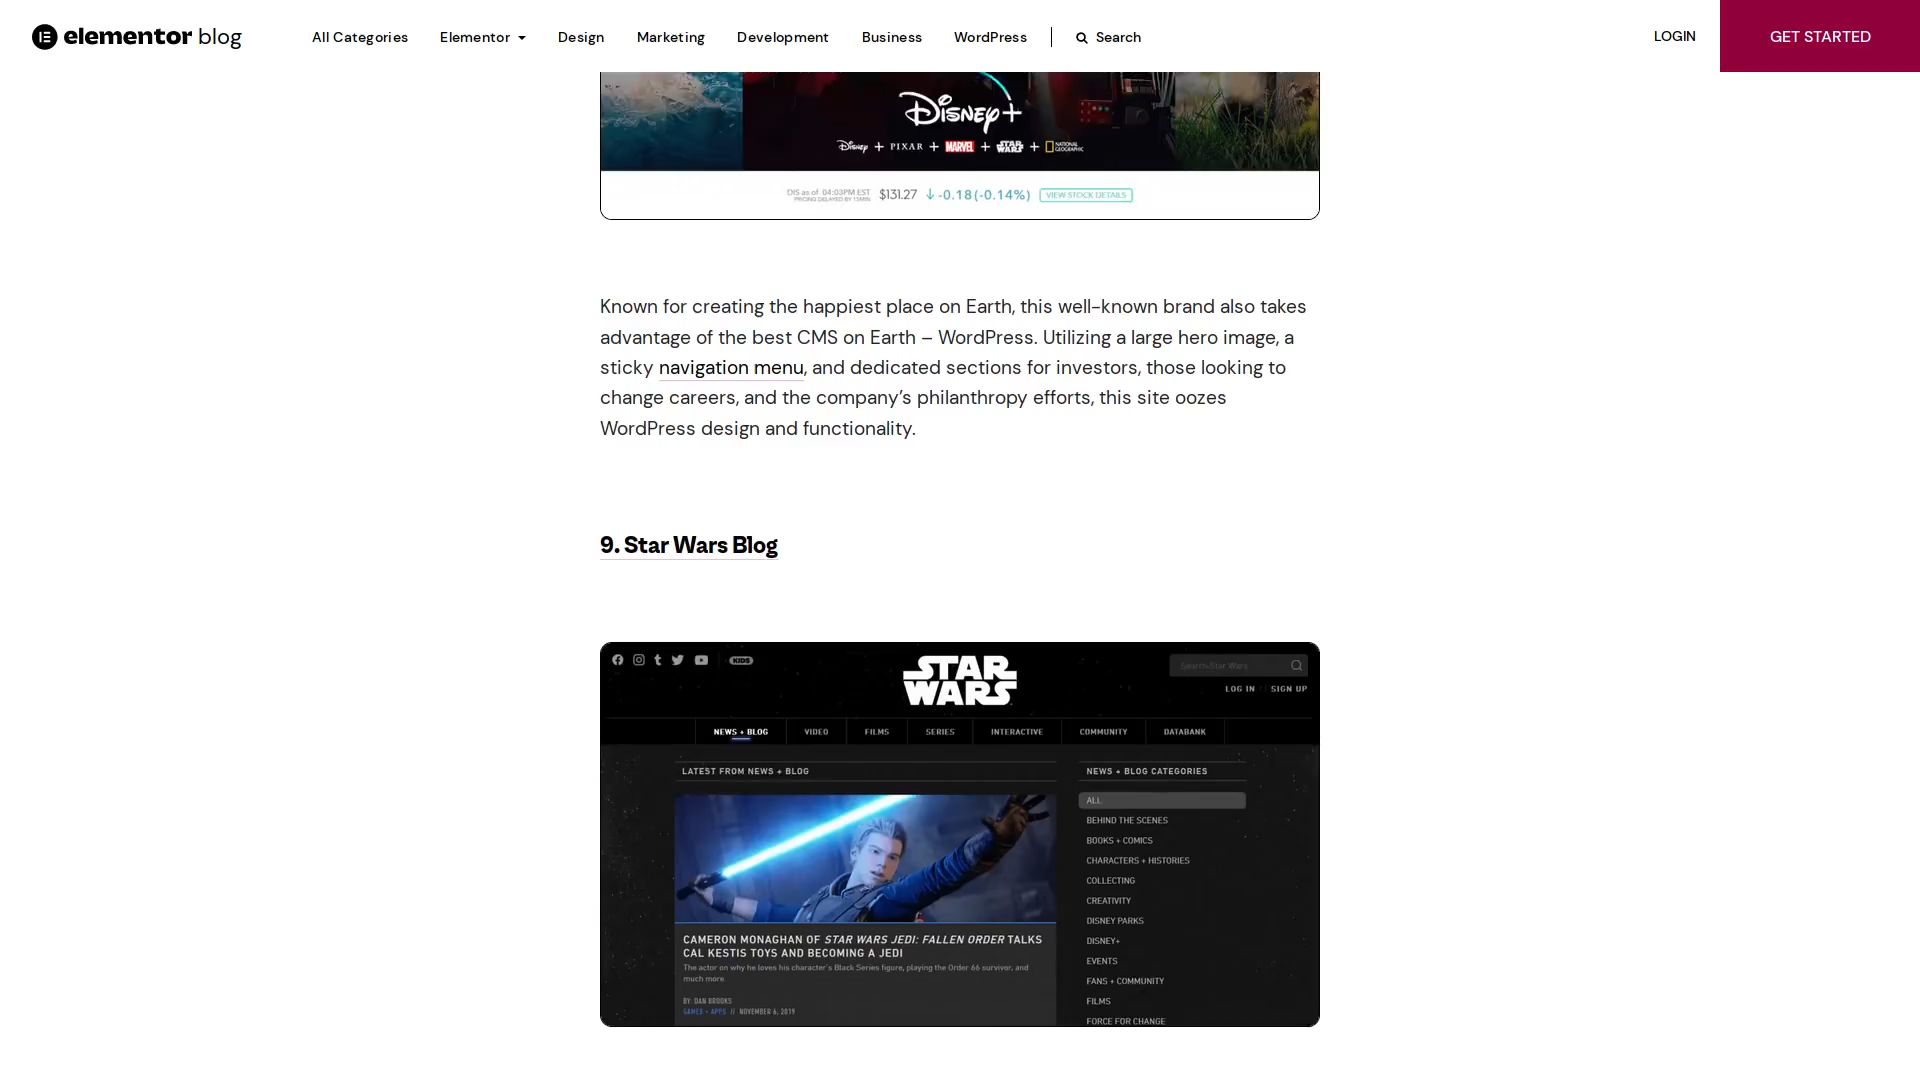 elementor blog
All Categories
Elementor
Design
Marketing
Development
Business
WordPress
Search
LOGIN
GET STARTED
Disney+
Disney + PIXAR + MARVEL + STAR WARS + NATIONAL GEOGRAPHIC
DIS as of 04:03PM EST
PRICING DELAYED BY 15MIN
$131.27
-0.18 (-0.14%)
VIEW STOCK DETAILS
Known for creating the happiest place on Earth, this well-known brand also takes
advantage of the best CMS on Earth – WordPress. Utilizing a large hero image, a
sticky navigation menu, and dedicated sections for investors, those looking to
change careers, and the company’s philanthropy efforts, this site oozes
WordPress design and functionality.
9. Star Wars Blog
KIDS
STAR
WARS
Search Star Wars
LOG IN // SIGN UP
NEWS + BLOG
VIDEO
FILMS
SERIES
INTERACTIVE
COMMUNITY
DATABANK
LATEST FROM NEWS + BLOG
CAMERON MONAGHAN OF STAR WARS JEDI: FALLEN ORDER TALKS
CAL KESTIS TOYS AND BECOMING A JEDI
The actor on why he loves his character's Black Series figure, playing the Order 66 survivor, and
much more.
BY: DAN BROOKS
GAMES + APPS // NOVEMBER 6, 2019
NEWS + BLOG CATEGORIES
ALL
BEHIND THE SCENES
BOOKS + COMICS
CHARACTERS + HISTORIES
COLLECTING
CREATIVITY
DISNEY PARKS
DISNEY+
EVENTS
FANS + COMMUNITY
FILMS
FORCE FOR CHANGE